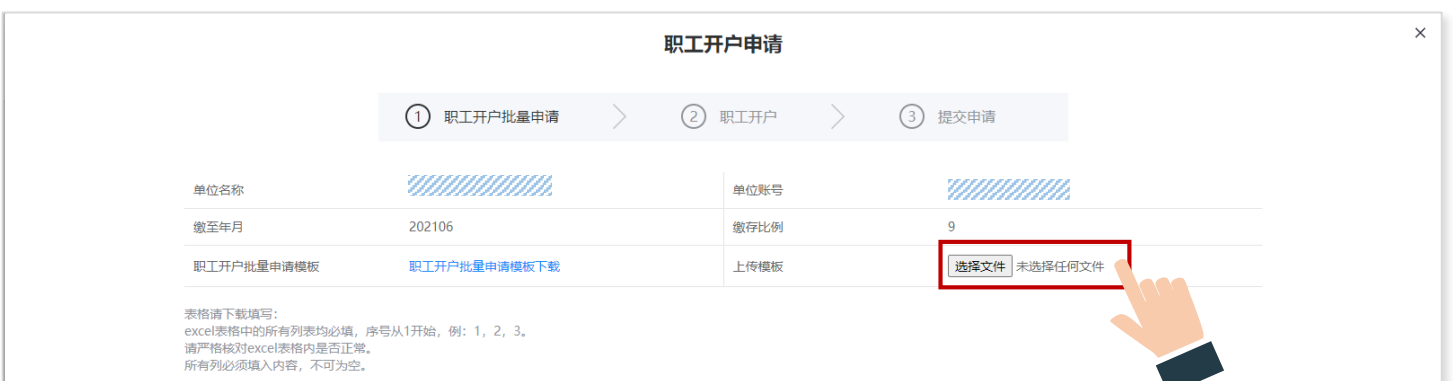 职工开户申请
×
1 职工开户批量申请
2 职工开户
3 提交申请
单位名称 单位账号
缴至年月 202106 缴存比例 9
职工开户批量申请模板 职工开户批量申请模板下载 上传模板 选择文件 未选择任何文件
表格请下载填写：
excel表格中的所有列表均必填，序号从1开始，例：1，2，3。
请严格核对excel表格内是否正常。
所有列必须填入内容，不可为空。